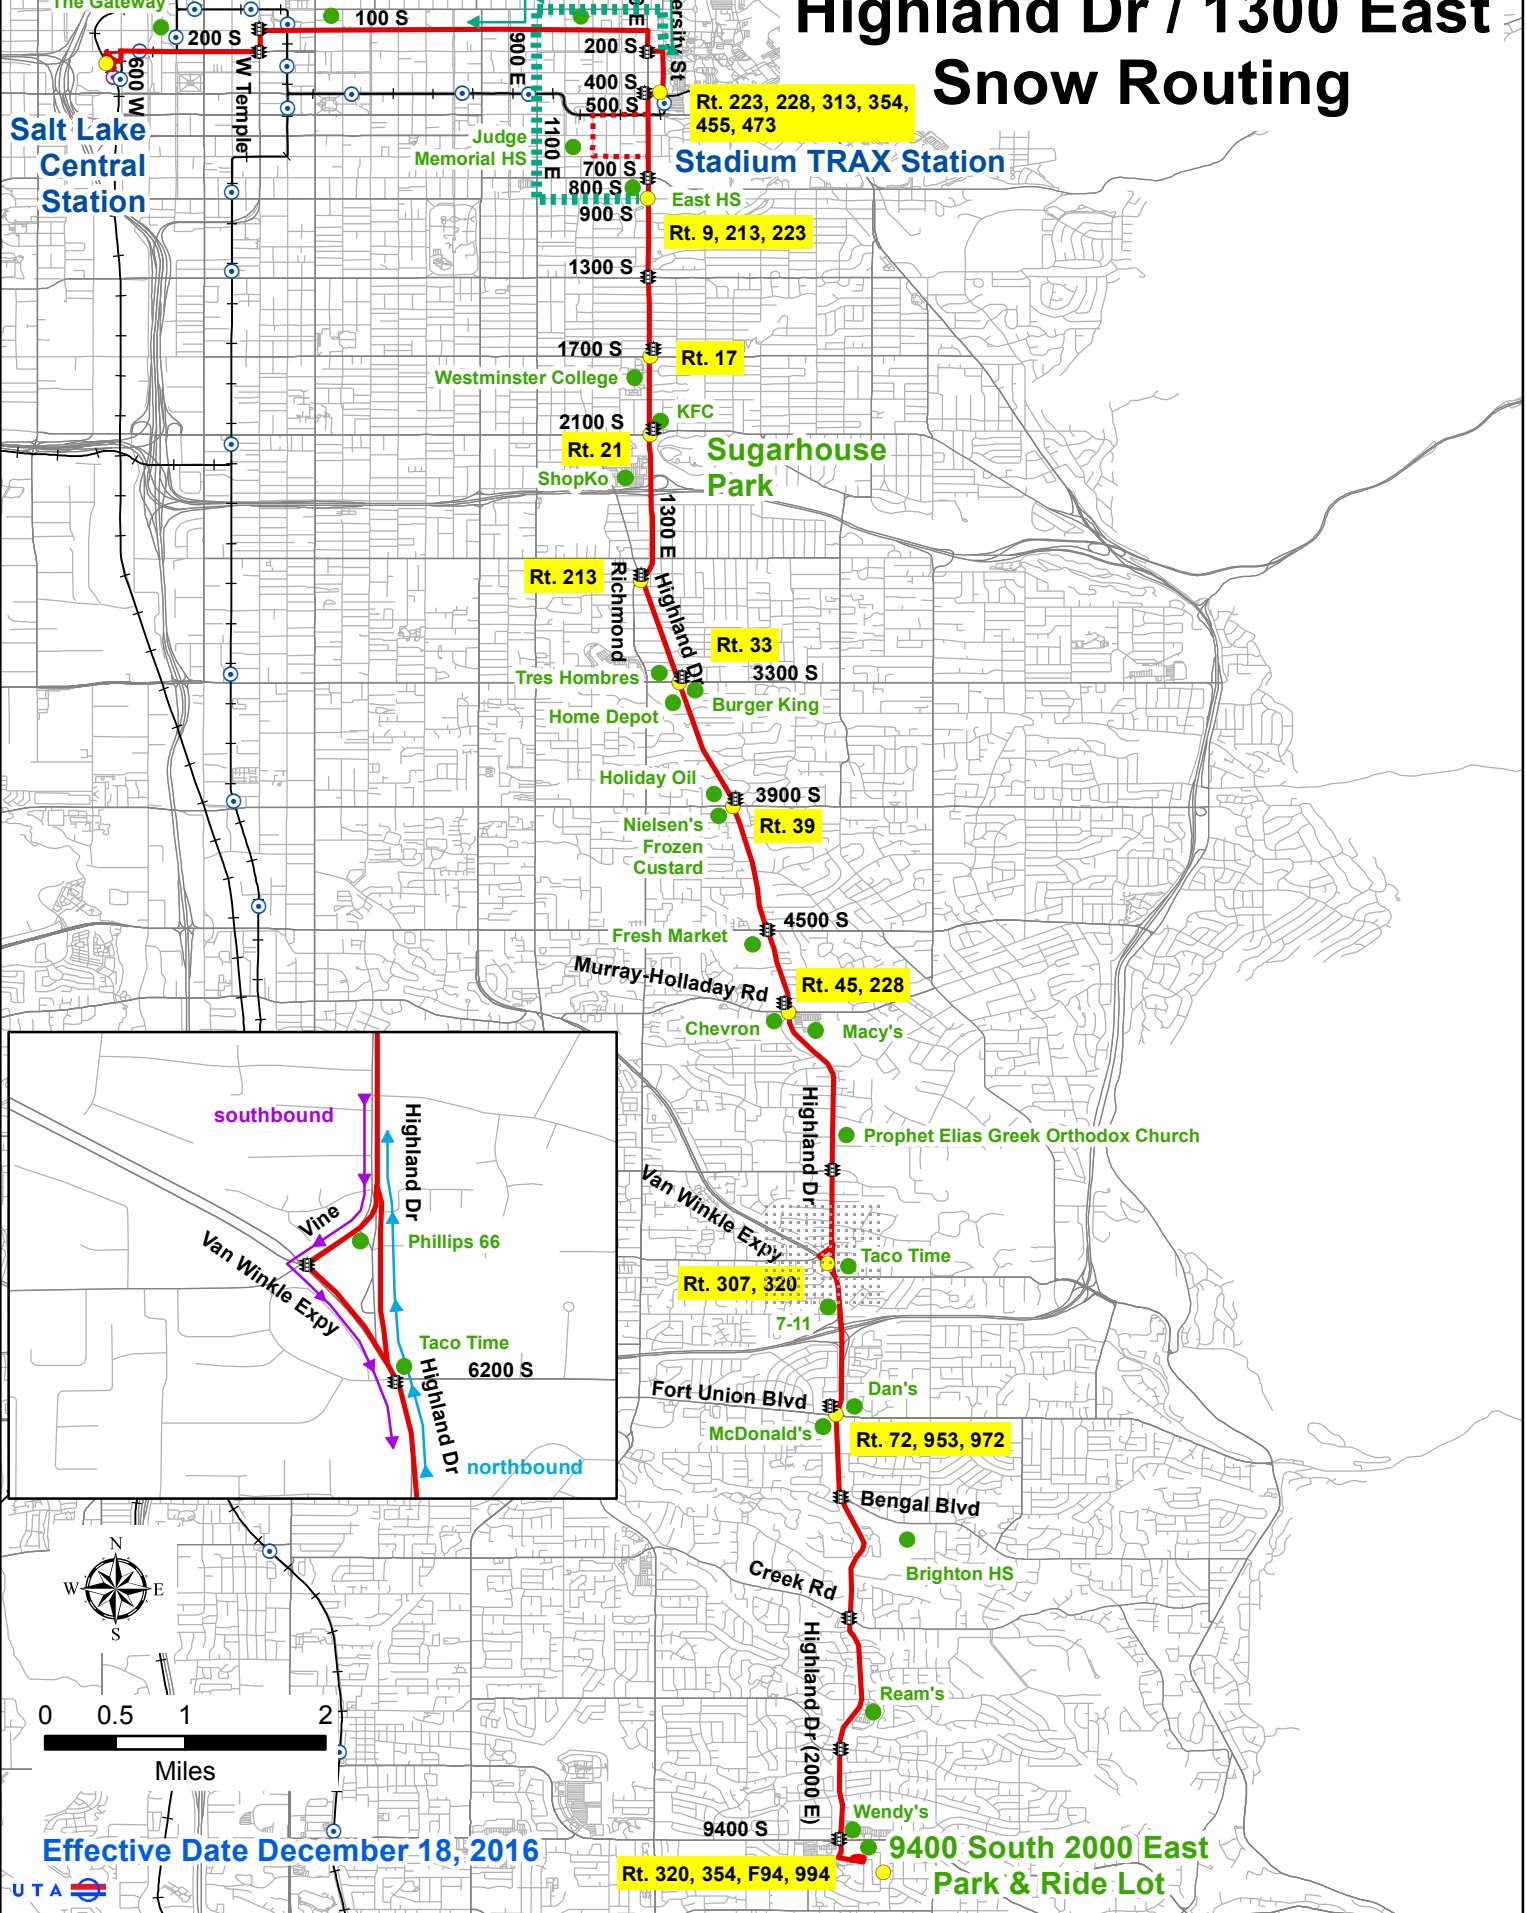 Highland Dr / 1300 East
Snow Routing
The Gateway
100 S
200 S
600 W
W Temple
900 E
1100 E
200 S
400 S
500 S
700 S
800 S
900 S
Salt Lake
Central
Station
Judge
Memorial HS
Rt. 223, 228, 313, 354,
455, 473
Stadium TRAX Station
East HS
Rt. 9, 213, 223
1300 S
1700 S
Rt. 17
Westminster College
KFC
2100 S
Rt. 21
Sugarhouse
Park
ShopKo
1300 E
Rt. 213
Richmond
Highland Dr
Rt. 33
3300 S
Tres Hombres
Burger King
Home Depot
Holiday Oil
3900 S
Rt. 39
Nielsen's
Frozen
Custard
4500 S
Fresh Market
Murray-Holladay Rd
Rt. 45, 228
Chevron
Macy's
Highland Dr
Prophet Elias Greek Orthodox Church
Van Winkle Expy
Taco Time
Rt. 307, 320
7-11
Fort Union Blvd
Dan's
McDonald's
Rt. 72, 953, 972
Bengal Blvd
Brighton HS
Creek Rd
Highland Dr (2000 E)
Ream's
Wendy's
9400 S
9400 South 2000 East
Park & Ride Lot
Rt. 320, 354, F94, 994
southbound
Highland Dr
Vine
Phillips 66
Van Winkle Expy
Taco Time
6200 S
Highland Dr
northbound
N
W
E
S
0 0.5 1 2
Miles
Effective Date December 18, 2016
UTA